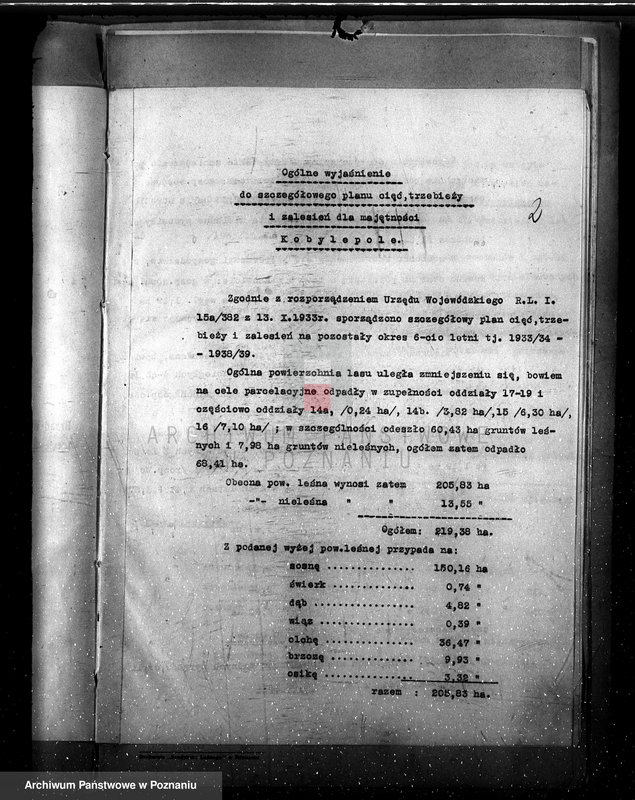 2
Ogólne wyjaśnienie
do szczegółowego planu cięć,trzebieży
i zalesień dla majętności
Kobylepole.
Zgodnie z rozporządzeniem Urzędu Wojewódzkiego R.L. I.
15a/382 z 13. X.1933r. sporządzono szczegółowy plan cięć,trze-
bieży i zalesień na pozostały okres 6-cio letni tj. 1933/34 -
- 1938/39.
Ogólna powierzchnia lasu uległa zmniejszeniu się, bowiem
na cele parcelacyjne odpadły w zupełności oddziały 17-19 i
częściowo oddziały 14a, /0,24 ha/, 14b. /3,82 ha/,15 /6,30 ha/,
16 /7,10 ha/ ; w szczególności odeszło 60,43 ha gruntów leś-
nych i 7,98 ha gruntów nieleśnych, ogółem zatem odpadło
68,41 ha.
Obecna pow. leśna wynosi zatem 205,83 ha
-"- nieleśna " " 13,55 "
Ogółem: 219,38 ha.
Z podanej wyżej pow.leśnej przypada na:
sosnę ............... 150,16 ha
świerk .............. 0,74 "
dąb ................. 4,82 "
wiąz ................ 0,39 "
olchę ............... 36,47 "
brzozę .............. 9,93 "
osikę ............... 3,32 "
razem : 205,83 ha.
ARCHIWUM PAŃSTWOWE
W POZNANIU
Archiwum Państwowe w Poznaniu